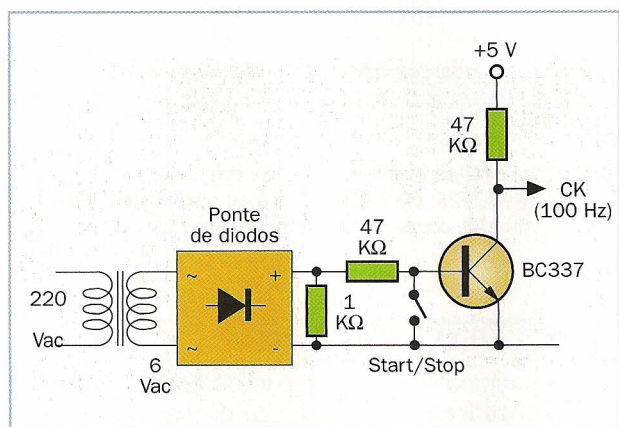 +5 V
47
KΩ
CK
(100 Hz)
Ponte
de diodos
47
KΩ
BC337
220
Vac
~
+
1
KΩ
~
-
6
Vac
Start/Stop